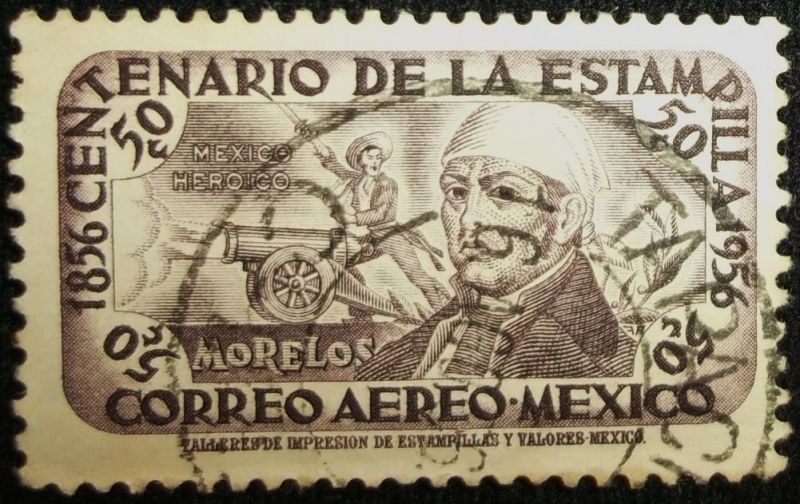 1856 CENTENARIO DE LA ESTAMPILLA 1956
50¢
50
MEXICO
HEROICO
MORELOS
50
50
CORREO AEREO·MEXICO
TALLERES DE IMPRESION DE ESTAMPILLAS Y VALORES-MEXICO.